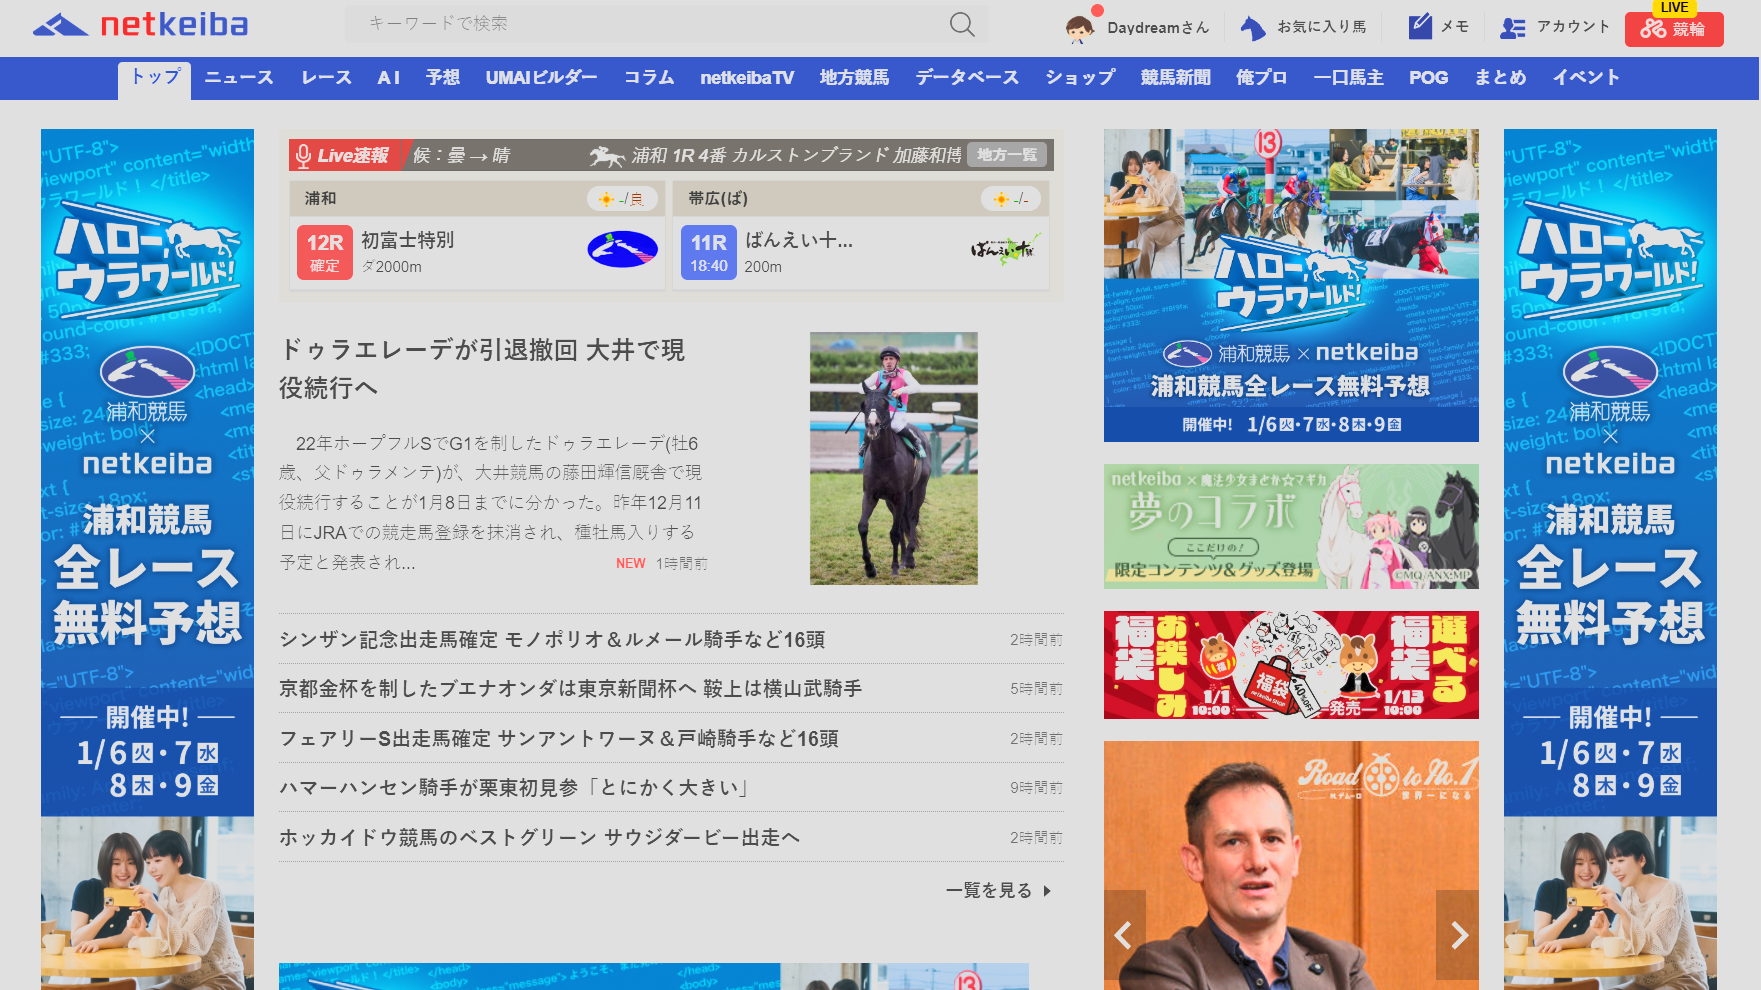 netkeiba
キーワードで検索
Daydreamさん
お気に入り馬
メモ
アカウント
LIVE
競輪
トップ ニュース レース AI 予想 UMAIビルダー コラム netkeibaTV 地方競馬 データベース ショップ 競馬新聞 俺プロ 一口馬主 POG まとめ イベント
ハロー、
ウラワールド!
浦和競馬
×
netkeiba
浦和競馬
全レース
無料予想
開催中!
1/6火・7水
8木・9金
Live速報 候:曇→晴 浦和 1R 4番 カルストンブランド 加藤和博 地方一覧
浦和 -/良
12R 初富士特別
確定 ダ2000m
帯広(ば) -/-
11R ばんえい十...
18:40 200m
ばんえい十勝
ドゥラエレーデが引退撤回 大井で現
役続行へ
22年ホープフルSでG1を制したドゥラエレーデ(牡6
歳、父ドゥラメンテ)が、大井競馬の藤田輝信厩舎で現
役続行することが1月8日までに分かった。昨年12月11
日にJRAでの競走馬登録を抹消され、種牡馬入りする
予定と発表され...
NEW 1時間前
シンザン記念出走馬確定 モノポリオ＆ルメール騎手など16頭 2時間前
京都金杯を制したブエナオンダは東京新聞杯へ 鞍上は横山武騎手 5時間前
フェアリーS出走馬確定 サンアントワーヌ＆戸崎騎手など16頭 2時間前
ハマーハンセン騎手が栗東初見参「とにかく大きい」 9時間前
ホッカイドウ競馬のベストグリーン サウジダービー出走へ 2時間前
一覧を見る
13
ハロー、
ウラワールド!
浦和競馬×netkeiba
浦和競馬全レース無料予想
開催中! 1/6火・7水・8木・9金
netkeiba×魔法少女まどか☆マギカ
夢のコラボ
ここだけの!
限定コンテンツ&グッズ登場
©MQ/ANX・MP
お楽しみ
福袋
選べる
福袋
福
福袋
netkeiba SHOP
40%OFF
1/1
10:00
発売
1/13
10:00
Road to No.1
M.デムーロ 世界一になる
ハロー、
ウラワールド!
浦和競馬
×
netkeiba
浦和競馬
全レース
無料予想
開催中!
1/6火・7水
8木・9金
13